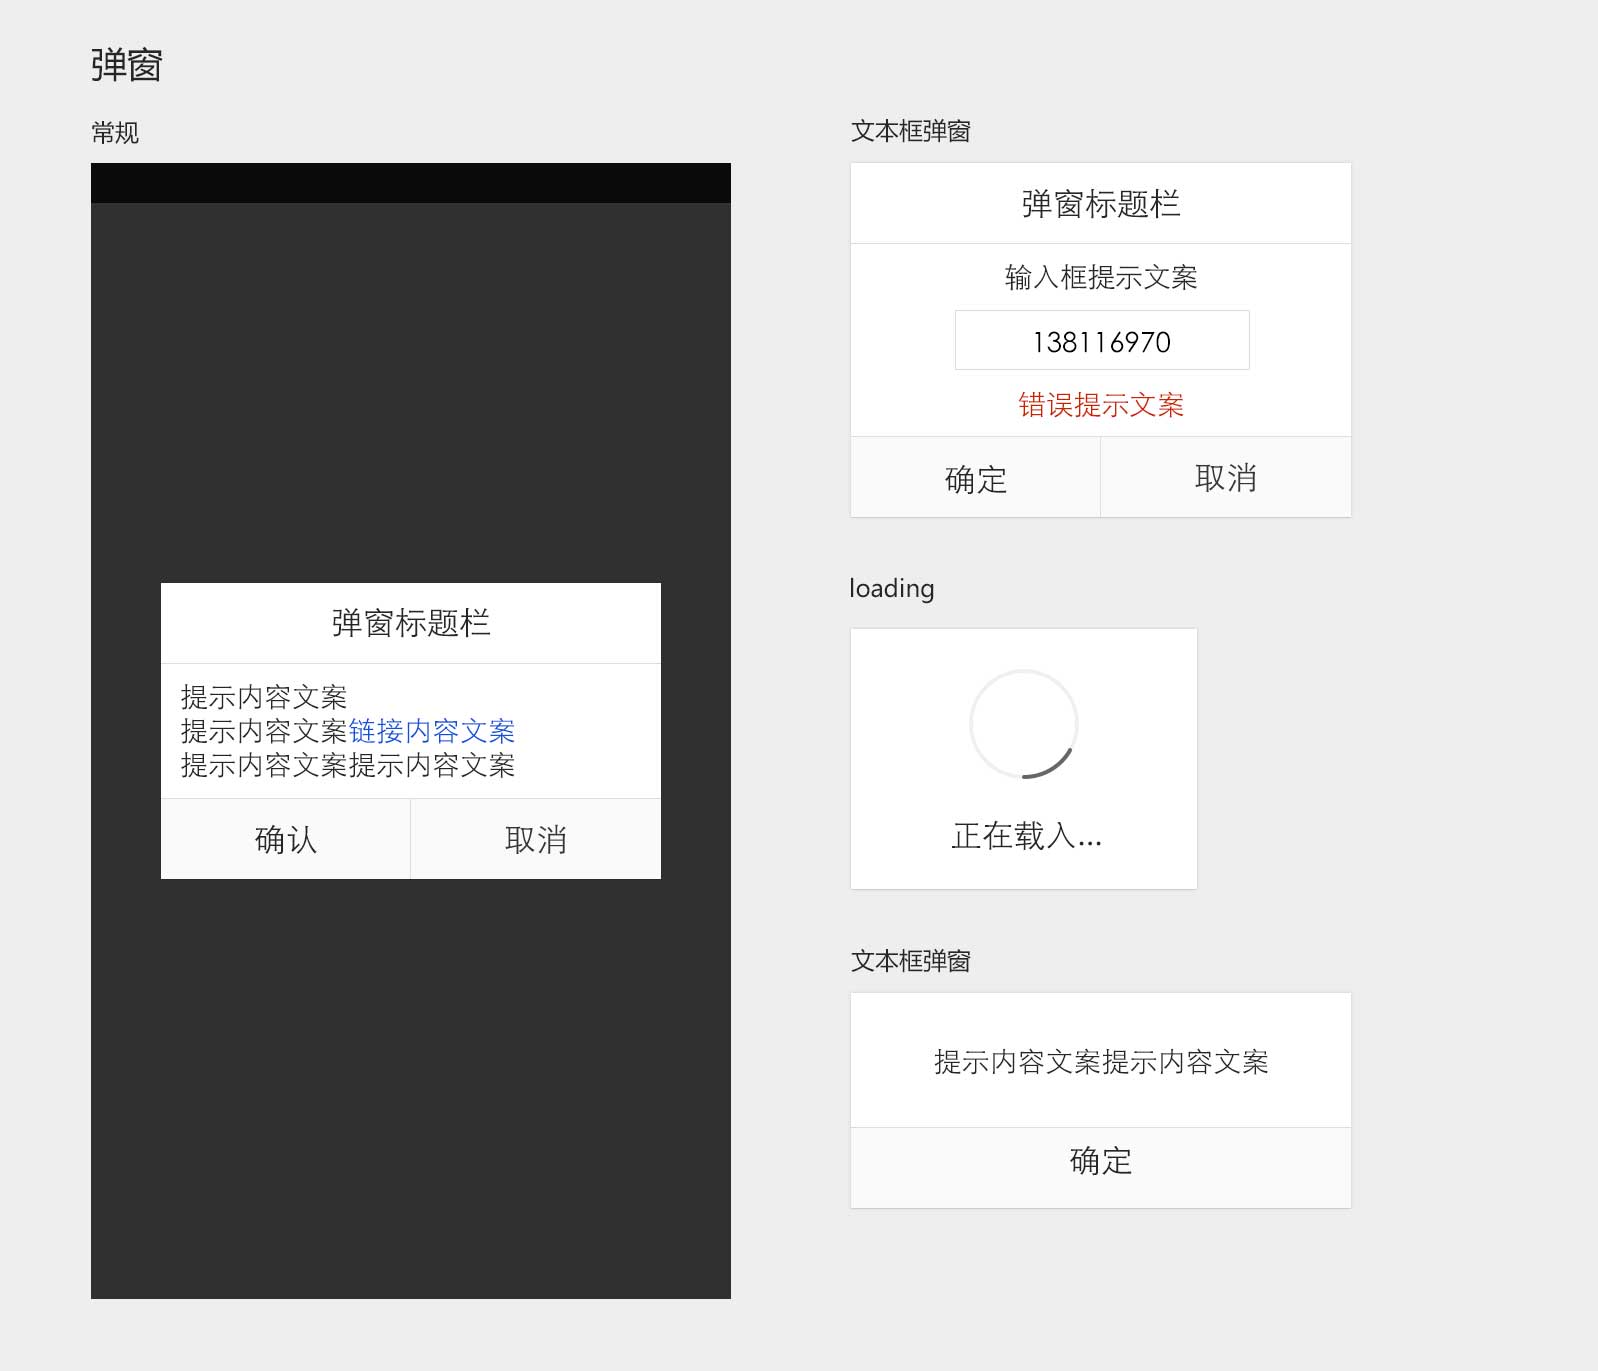 弹窗
常规
弹窗标题栏
提示内容文案
提示内容文案链接内容文案
提示内容文案提示内容文案
确认
取消
文本框弹窗
弹窗标题栏
输入框提示文案
138116970
错误提示文案
确定
取消
loading
正在载入...
文本框弹窗
提示内容文案提示内容文案
确定